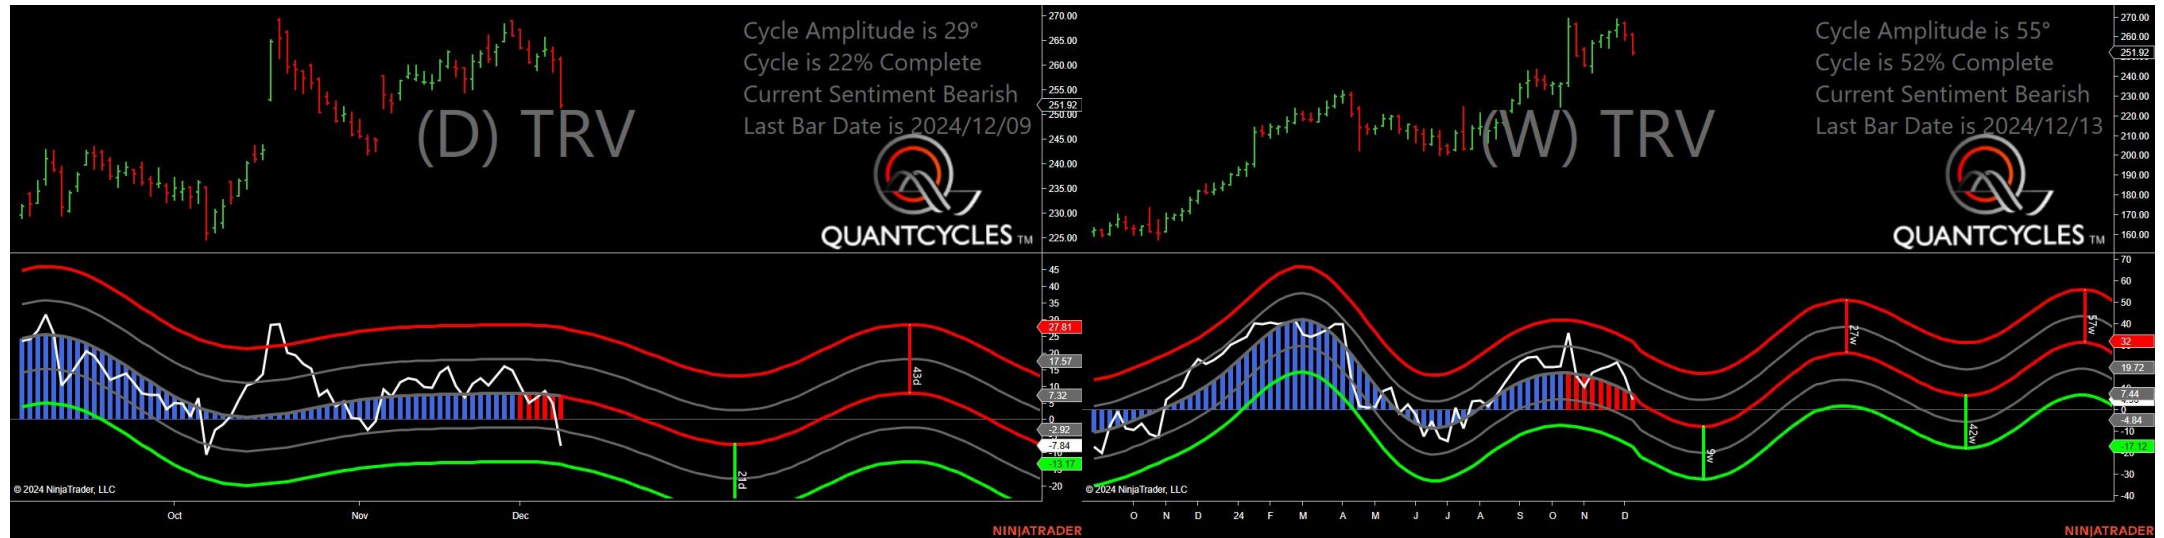 Cycle Amplitude is 29°
Cycle is 22% Complete
Current Sentiment Bearish
Last Bar Date is 2024/12/09
(D) TRV
QUANTCYCLES TM
270.00
265.00
260.00
255.00
251.92
250.00
245.00
240.00
235.00
230.00
225.00
45
40
35
30
27.81
25
20
17.57
15
10
7.32
5
0
-2.92
-7.84
-10
-13.17
-15
-20
21d
43d
© 2024 NinjaTrader, LLC
Oct
Nov
Dec
NINJATRADER
Cycle Amplitude is 55°
Cycle is 52% Complete
Current Sentiment Bearish
Last Bar Date is 2024/12/13
(W) TRV
QUANTCYCLES TM
270.00
260.00
251.92
240.00
230.00
220.00
210.00
200.00
190.00
180.00
170.00
160.00
70
60
50
40
32
19.72
7.44
0
-4.84
-10
-17.12
-20
-30
-40
9w
27w
42w
57w
© 2024 NinjaTrader, LLC
O N D 24 F M A M J J A S O N D
NINJATRADER